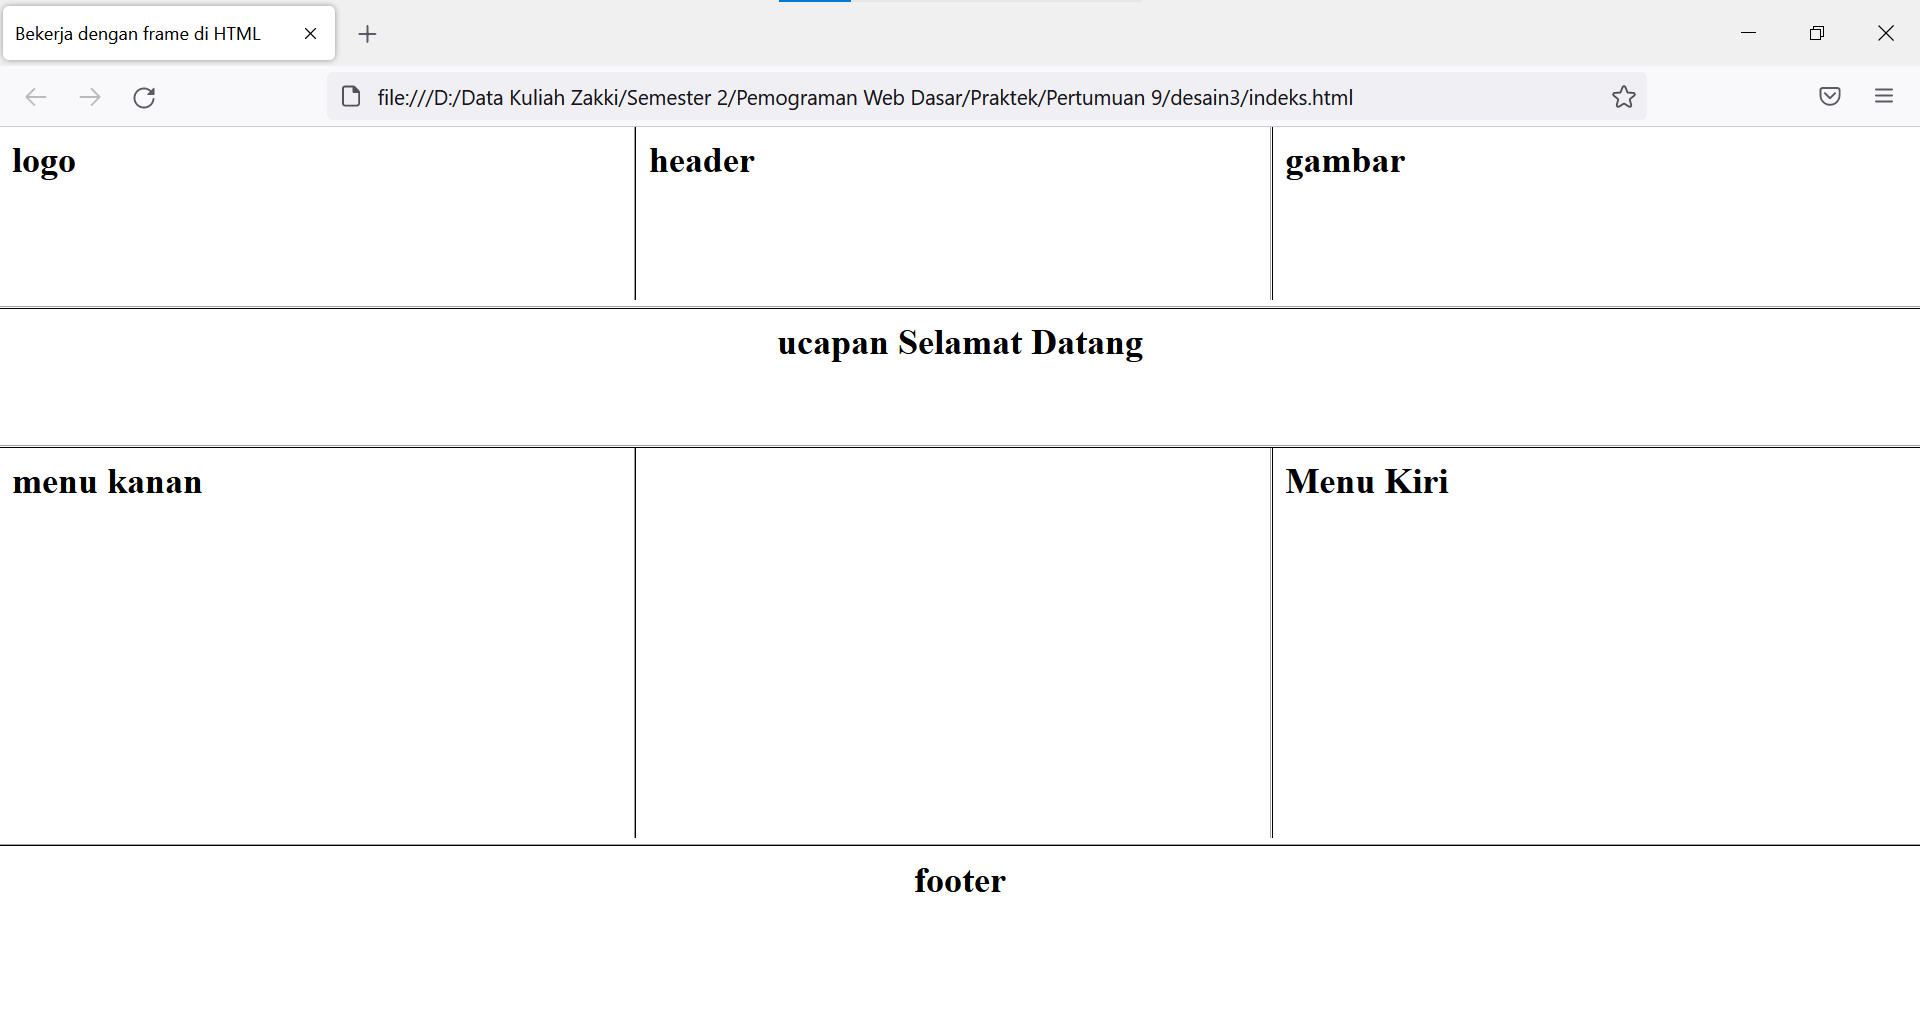 Bekerja dengan frame di HTML
file:///D:/Data Kuliah Zakki/Semester 2/Pemograman Web Dasar/Praktek/Pertumuan 9/desain3/indeks.html
logo
header
gambar
ucapan Selamat Datang
menu kanan
Menu Kiri
footer